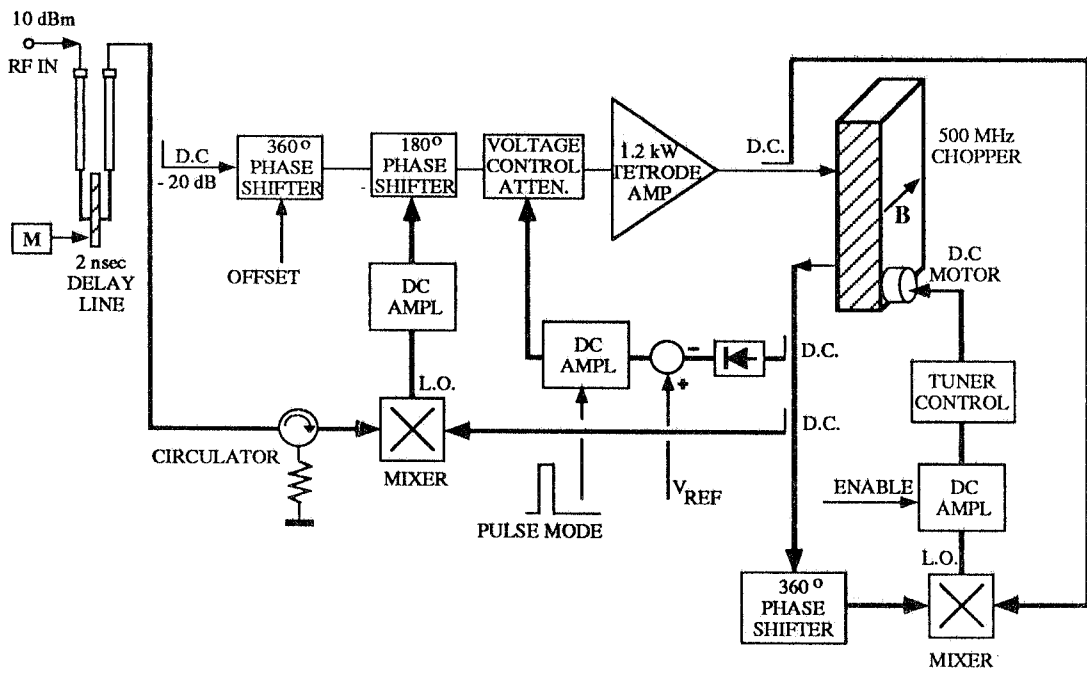 10 dBm
RF IN
M
2 nsec
DELAY
LINE
D.C
- 20 dB
360°
PHASE
SHIFTER
OFFSET
180°
PHASE
SHIFTER
DC
AMPL
L.O.
VOLTAGE
CONTROL
ATTEN.
1.2 kW
TETRODE
AMP
D.C.
500 MHz
CHOPPER
B
D.C
MOTOR
DC
AMPL
-
+
D.C.
D.C.
TUNER
CONTROL
CIRCULATOR
MIXER
VREF
PULSE MODE
ENABLE
DC
AMPL
L.O.
360°
PHASE
SHIFTER
MIXER